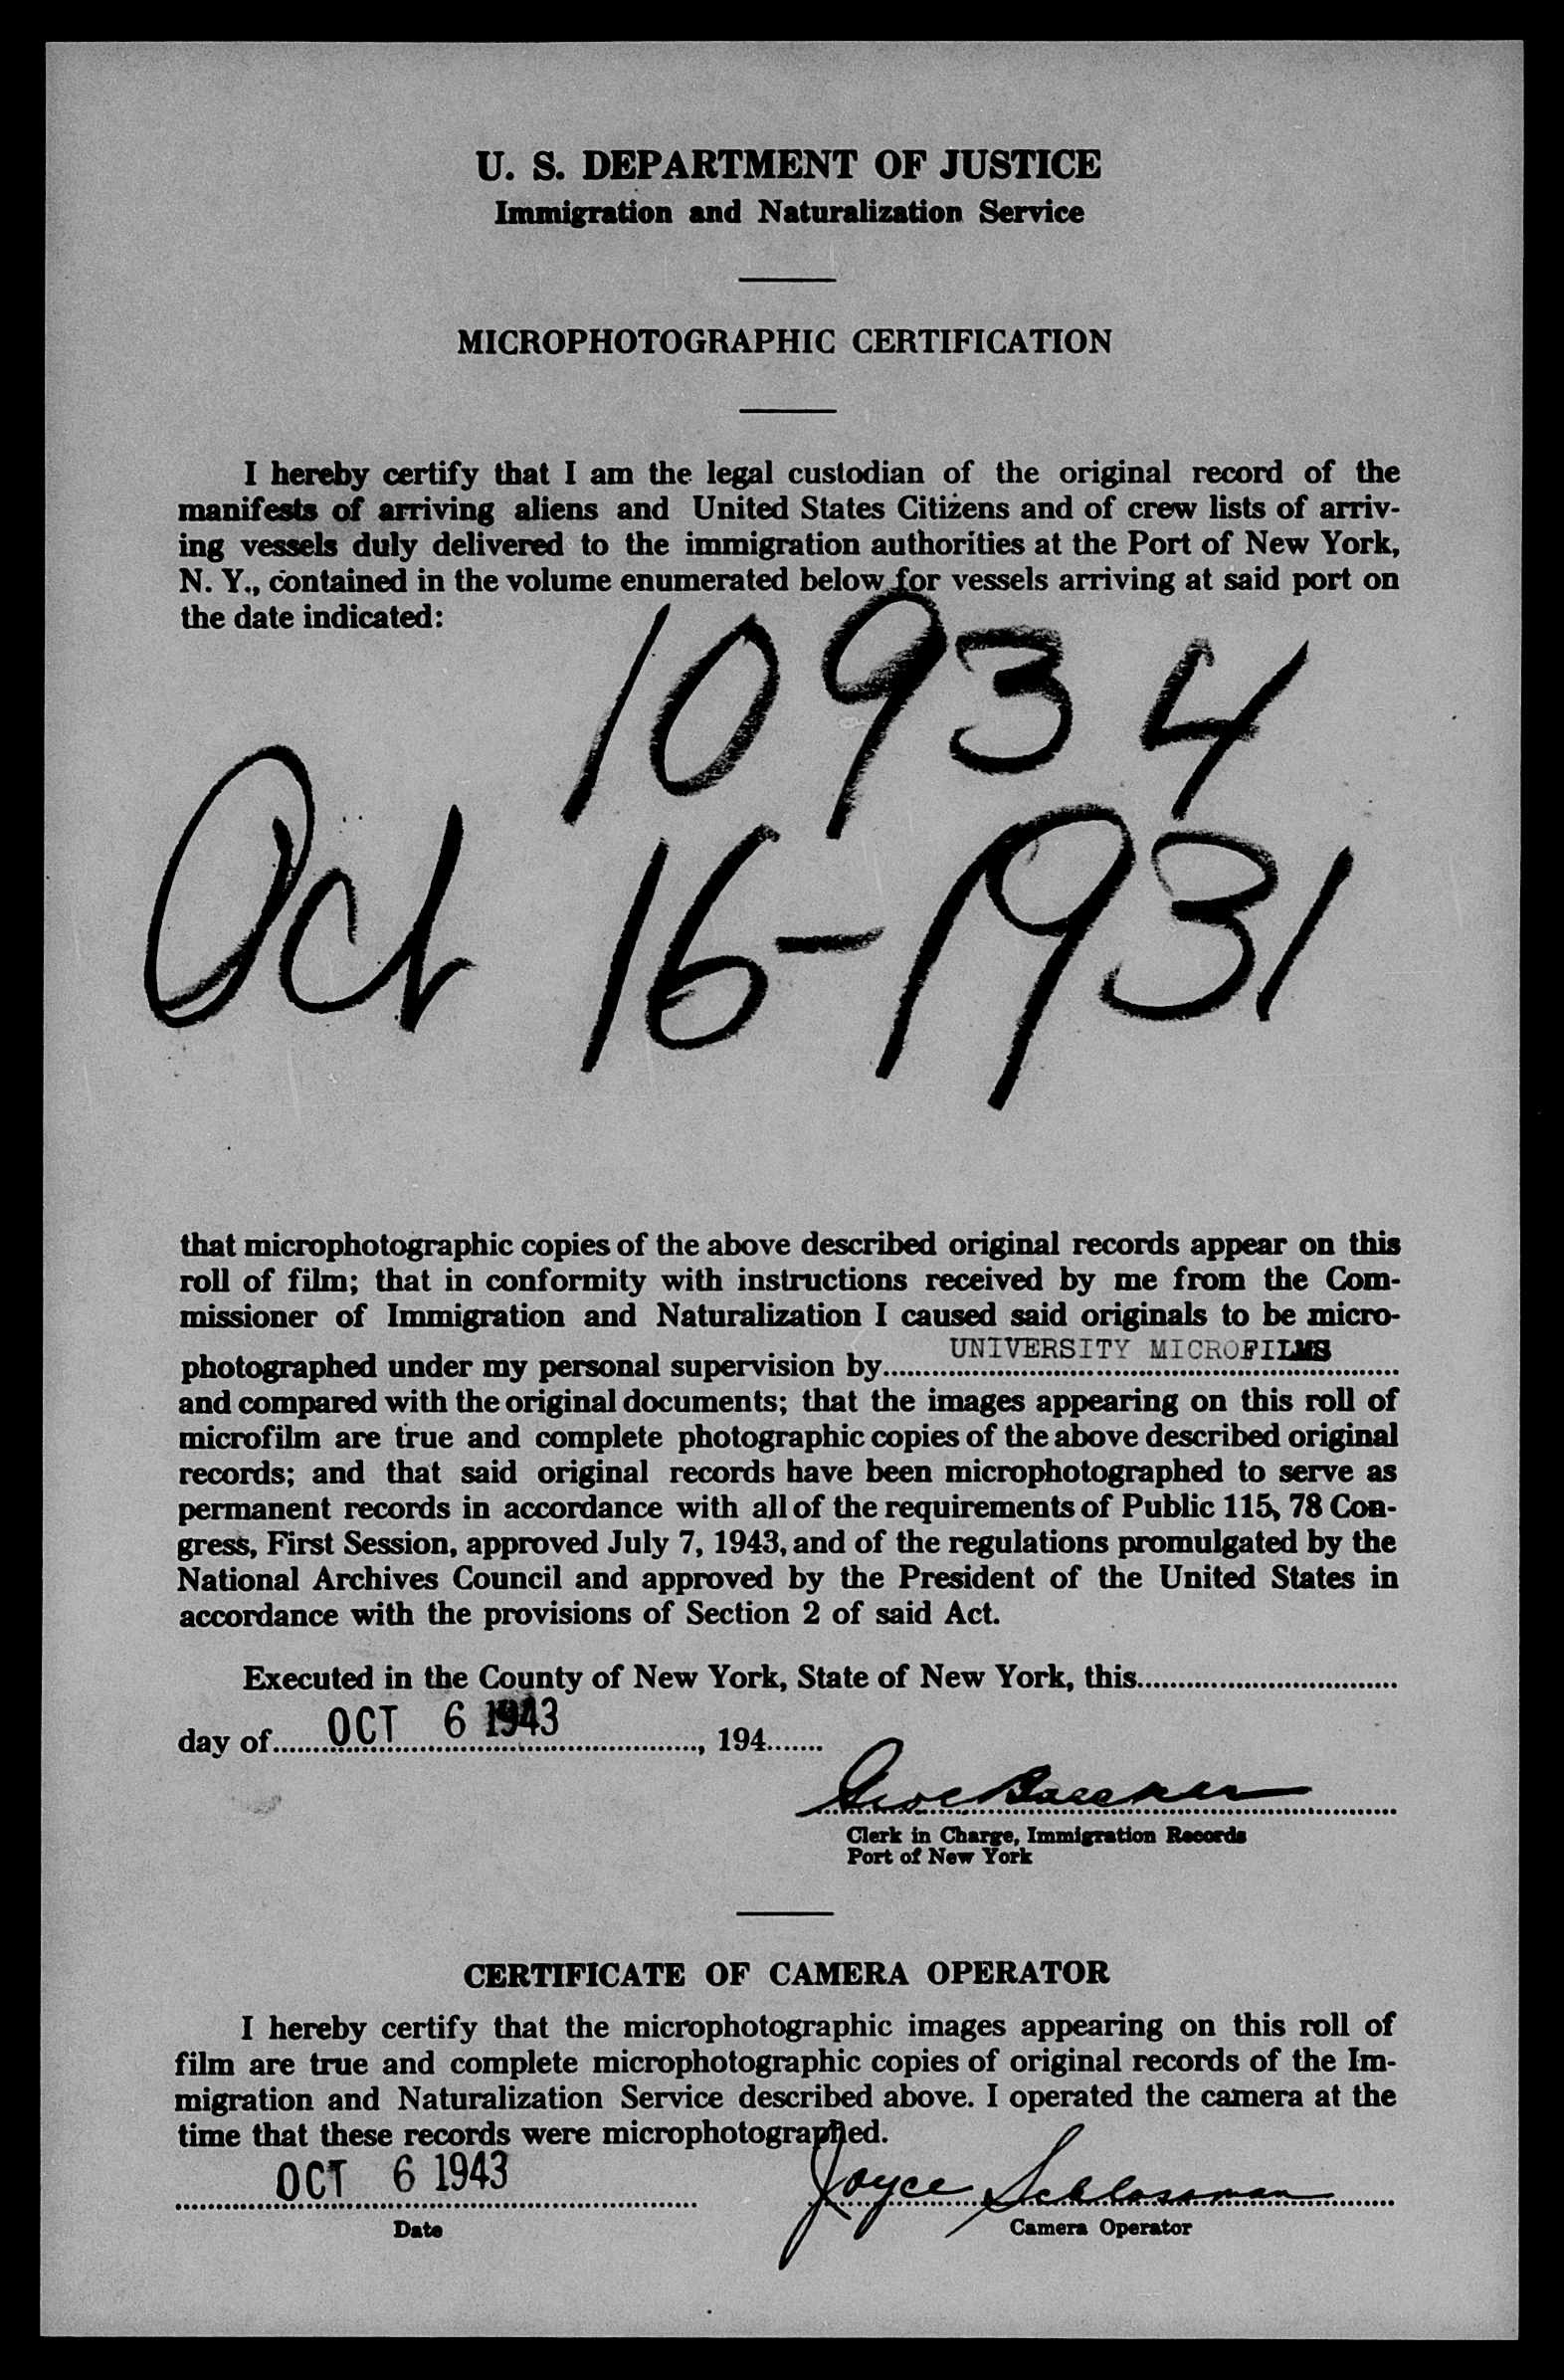 U. S. DEPARTMENT OF JUSTICE
Immigration and Naturalization Service
MICROPHOTOGRAPHIC CERTIFICATION
I hereby certify that I am the legal custodian of the original record of the
manifests of arriving aliens and United States Citizens and of crew lists of arriv-
ing vessels duly delivered to the immigration authorities at the Port of New York,
N. Y., contained in the volume enumerated below for vessels arriving at said port on
the date indicated:
10934
Oct 16-1931
that microphotographic copies of the above described original records appear on this
roll of film; that in conformity with instructions received by me from the Com-
missioner of Immigration and Naturalization I caused said originals to be micro-
photographed under my personal supervision by UNIVERSITY MICROFILMS
and compared with the original documents; that the images appearing on this roll of
microfilm are true and complete photographic copies of the above described original
records; and that said original records have been microphotographed to serve as
permanent records in accordance with all of the requirements of Public 115, 78 Con-
gress, First Session, approved July 7, 1943, and of the regulations promulgated by the
National Archives Council and approved by the President of the United States in
accordance with the provisions of Section 2 of said Act.
Executed in the County of New York, State of New York, this
day of OCT 6 1943, 194
Clerk in Charge, Immigration Records
Port of New York
CERTIFICATE OF CAMERA OPERATOR
I hereby certify that the microphotographic images appearing on this roll of
film are true and complete microphotographic copies of original records of the Im-
migration and Naturalization Service described above. I operated the camera at the
time that these records were microphotographed.
OCT 6 1943 Joyce Schlossman
Date Camera Operator